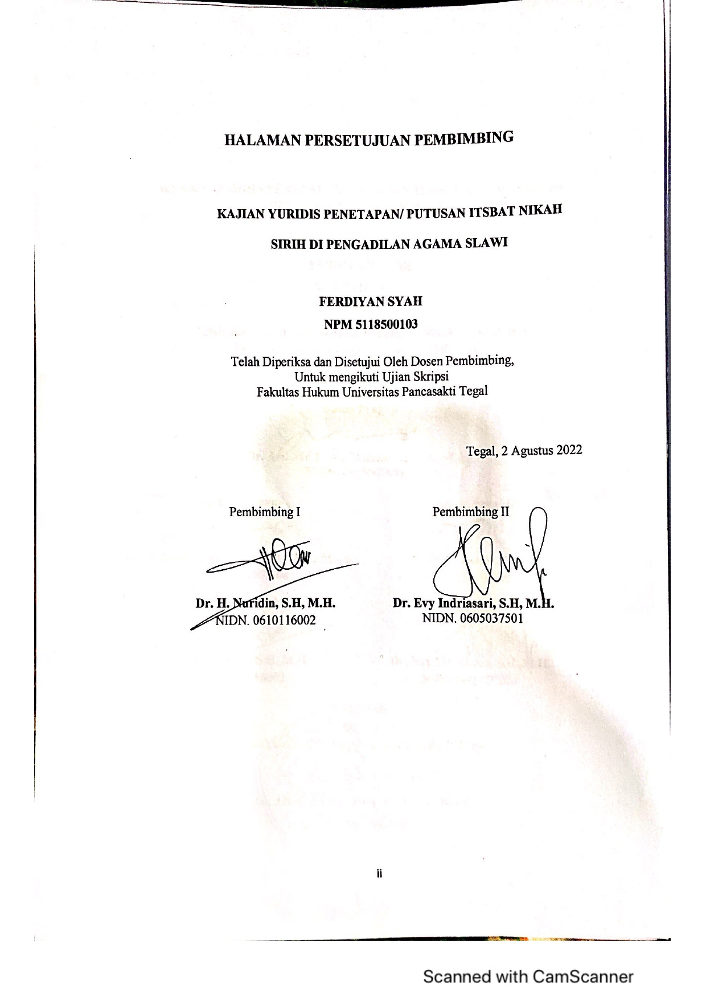 HALAMAN PERSETUJUAN PEMBIMBING
KAJIAN YURIDIS PENETAPAN/ PUTUSAN ITSBAT NIKAH
SIRIH DI PENGADILAN AGAMA SLAWI
FERDIYAN SYAH
NPM 5118500103
Telah Diperiksa dan Disetujui Oleh Dosen Pembimbing,
Untuk mengikuti Ujian Skripsi
Fakultas Hukum Universitas Pancasakti Tegal
Tegal, 2 Agustus 2022
Pembimbing I
Pembimbing II
Dr. H. Nuridin, S.H, M.H.
Dr. Evy Indriasari, S.H, M.H.
NIDN. 0610116002
NIDN. 0605037501
ii
Scanned with CamScanner